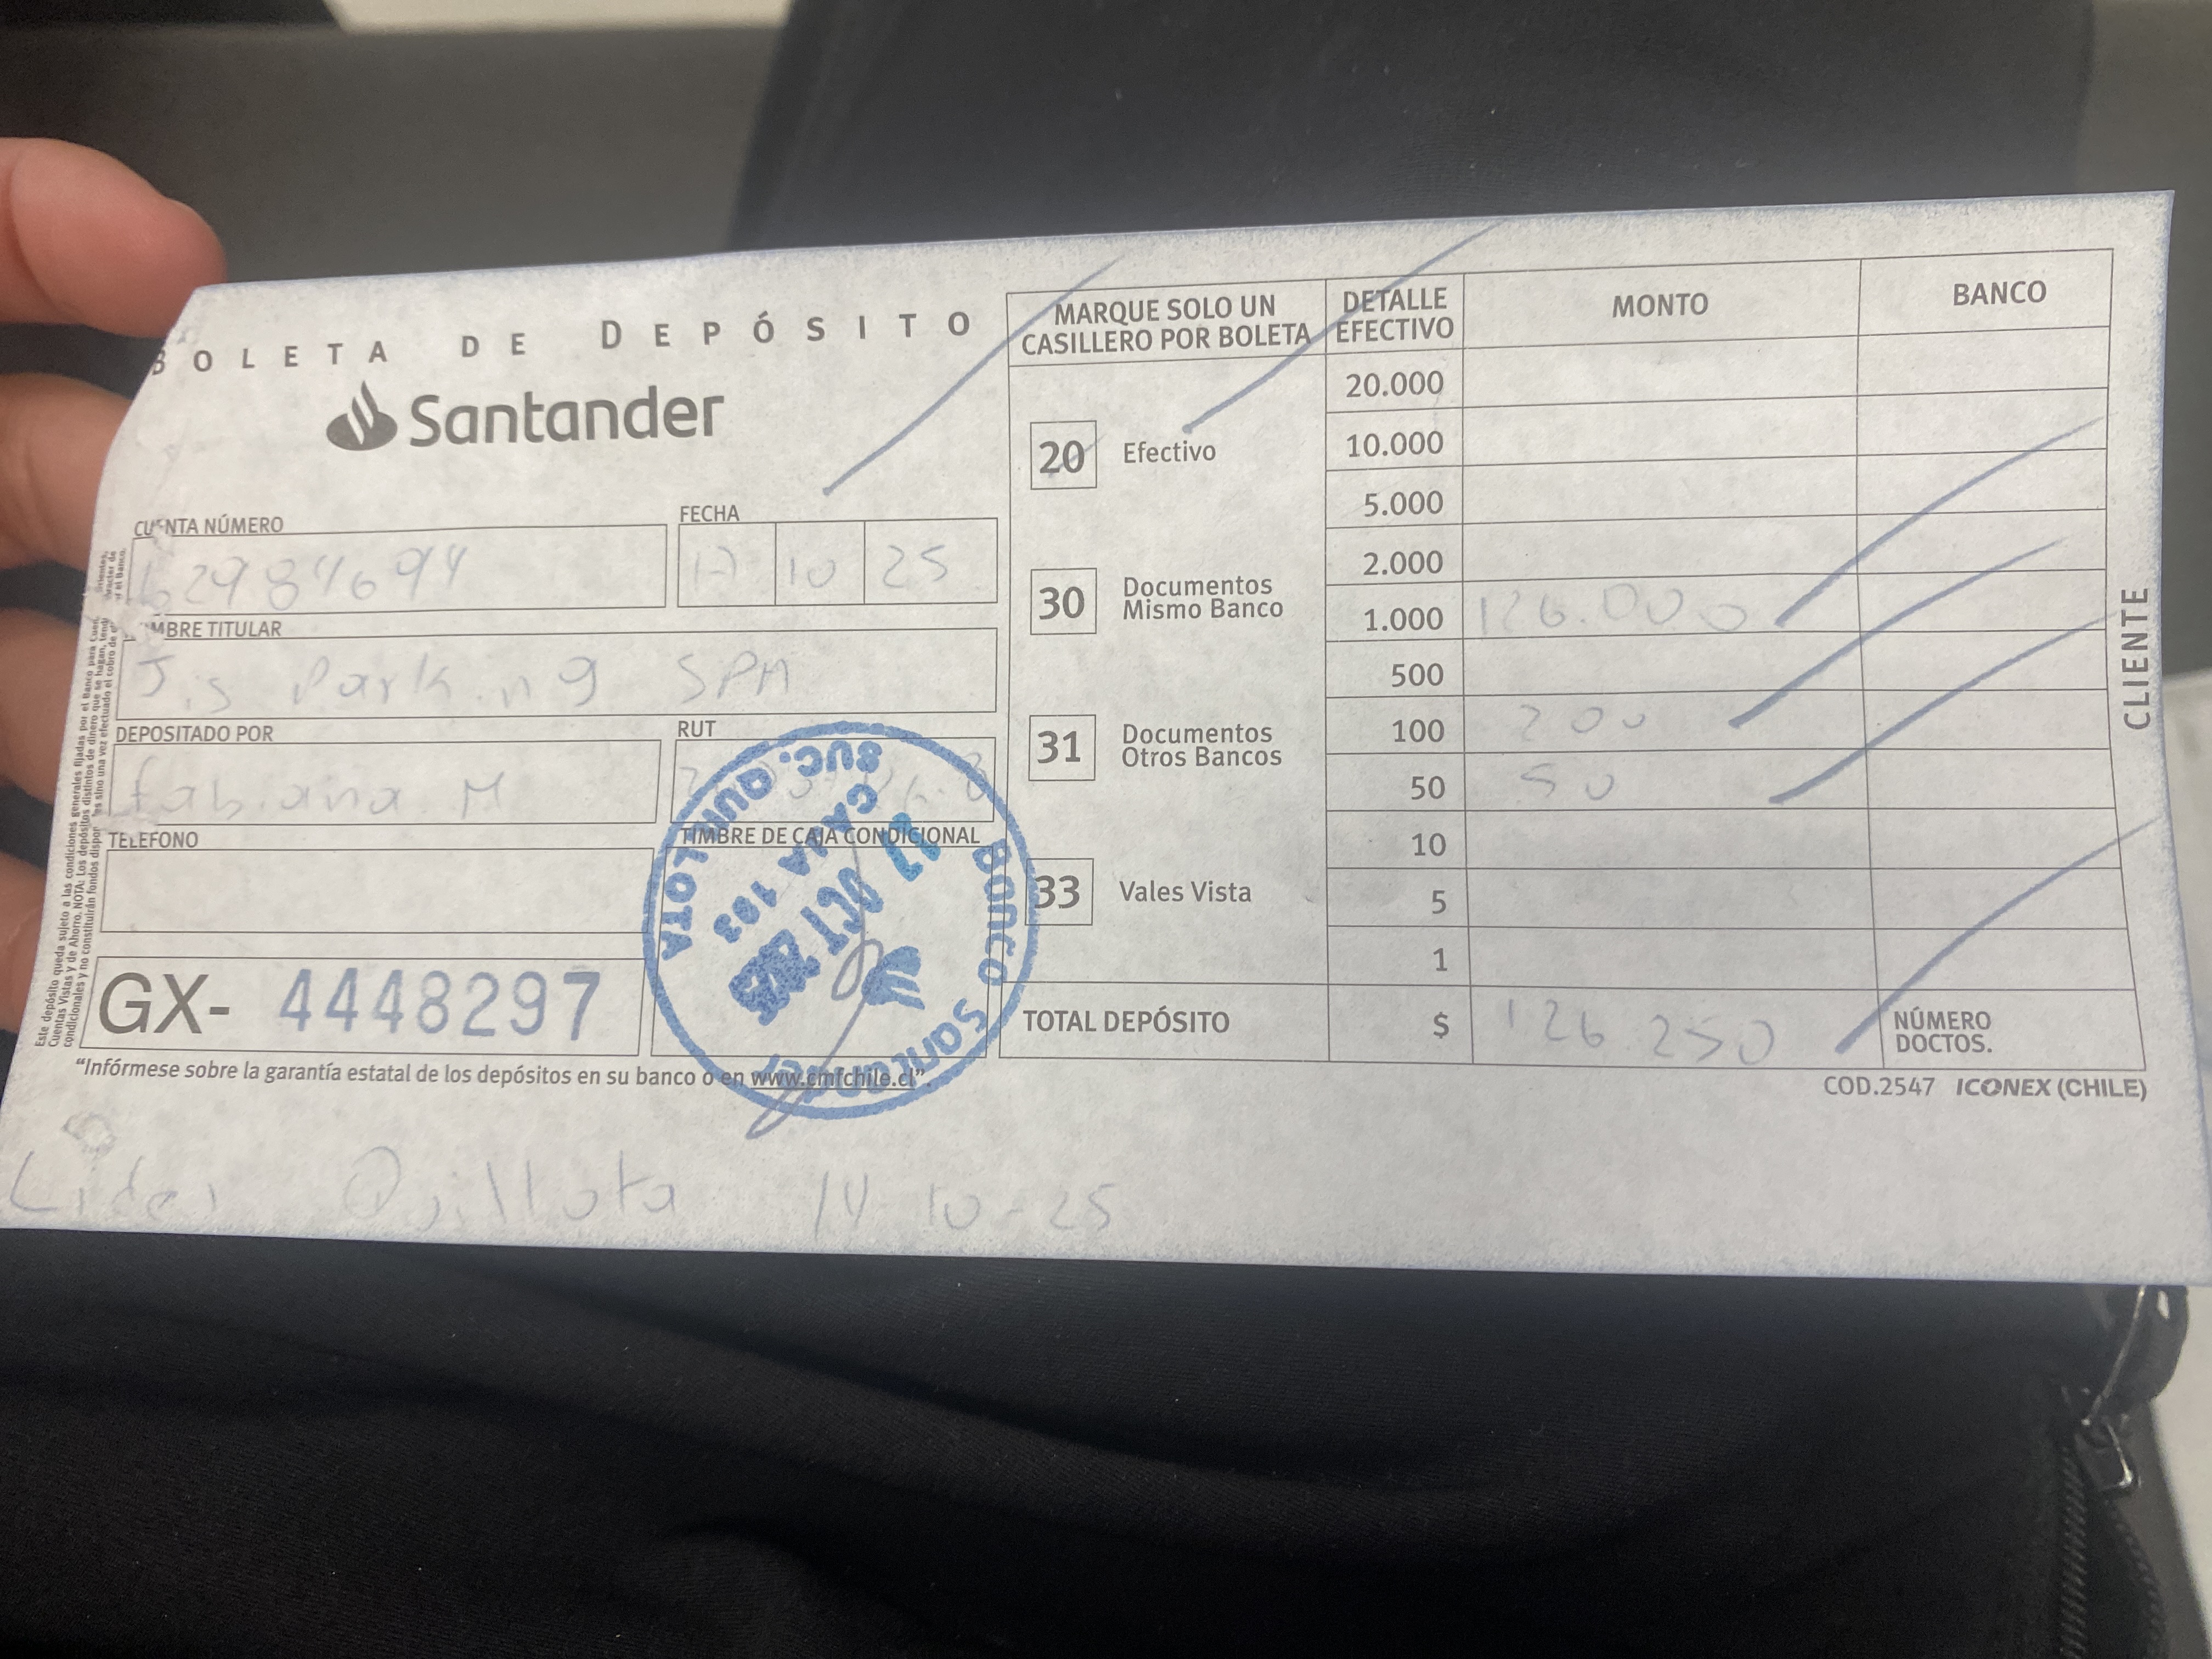 BOLETA DE DEPÓSITO
Santander
CUENTA NÚMERO
2984694
FECHA
17 10 25
MBRE TITULAR
Jis Parking SPA
DEPOSITADO POR
fabiana M
RUT
TELEFONO
TIMBRE DE CAJA CONDICIONAL
BANCO Santander
SUC. QUILLOTA
CAJA 103
17 OCT 2025
GX- 4448297
“Infórmese sobre la garantía estatal de los depósitos en su banco o en www.cmfchile.cl”.
MARQUE SOLO UN
CASILLERO POR BOLETA
20 Efectivo
30 Documentos
Mismo Banco
31 Documentos
Otros Bancos
33 Vales Vista
DETALLE
EFECTIVO
MONTO
BANCO
20.000
10.000
5.000
2.000
1.000 126.000
500
100 200
50 50
10
5
1
TOTAL DEPÓSITO $ 126.250
NÚMERO
DOCTOS.
CLIENTE
COD.2547 ICONEX (CHILE)
Lider Quillota 14-10-25